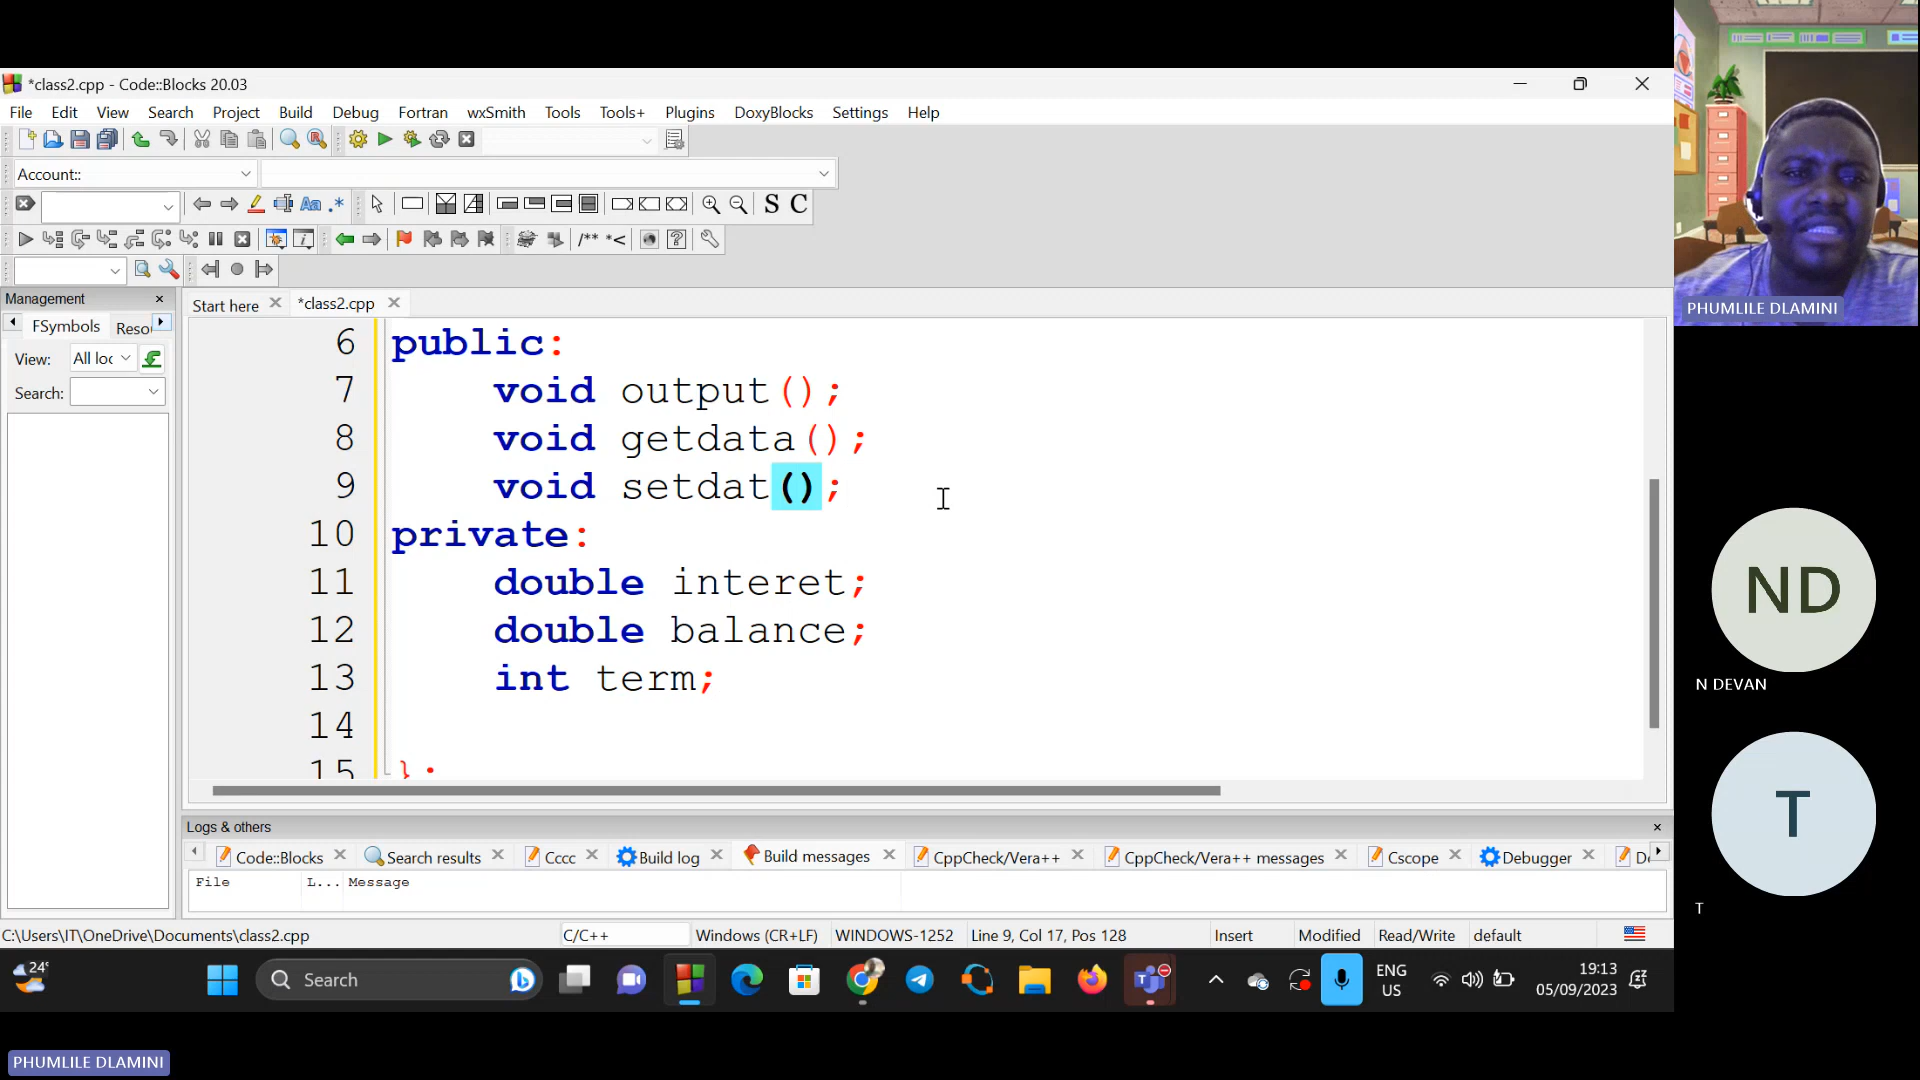 *class2.cpp - Code::Blocks 20.03
File Edit View Search Project Build Debug Fortran wxSmith Tools Tools+ Plugins DoxyBlocks Settings Help
Account::
S C
/** *<
Management
FSymbols Reso
View: All loc
Search:
Start here *class2.cpp
6 public:
7 void output();
8 void getdata();
9 void setdat();
10 private:
11 double interet;
12 double balance;
13 int term;
14
15 };
Logs & others
Code::Blocks Search results Cccc Build log Build messages CppCheck/Vera++ CppCheck/Vera++ messages Cscope Debugger
File L... Message
C:\Users\IT\OneDrive\Documents\class2.cpp C/C++ Windows (CR+LF) WINDOWS-1252 Line 9, Col 17, Pos 128 Insert Modified Read/Write default
24°
Search
ENG
US
19:13
05/09/2023
PHUMLILE DLAMINI
ND
N DEVAN
T
T
PHUMLILE DLAMINI